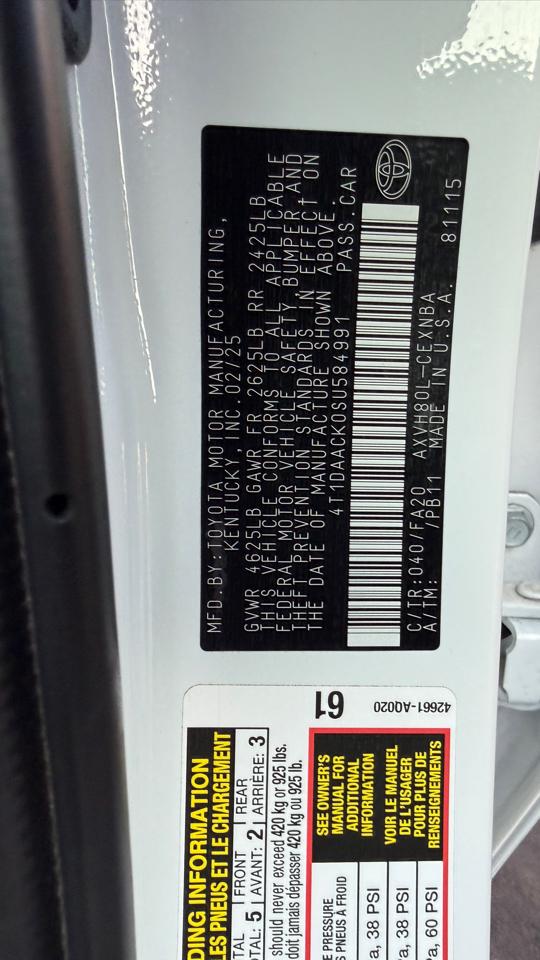 MFD.BY:TOYOTA MOTOR MANUFACTURING,
KENTUCKY, INC. 02/25
GVWR 4625LB GAWR FR 2625LB RR 2425LB
THIS VEHICLE CONFORMS TO ALL APPLICABLE
FEDERAL MOTOR VEHICLE SAFETY, BUMPER, AND
THEFT PREVENTION STANDARDS IN EFFECT ON
THE DATE OF MANUFACTURE SHOWN ABOVE.
4T1DAACK0SU584991 PASS.CAR
C/TR:040/FA20 AXVH80L-CEXNBA
A/TM: /PB11 MADE IN U.S.A. 81115
61
42661-AQ020
DING INFORMATION
LES PNEUS ET LE CHARGEMENT
TAL 5 FRONT 2 REAR 3
OTAL: AVANT: ARRIÈRE:
should never exceed 420 kg or 925 lbs.
doit jamais dépasser 420 kg ou 925 lb.
E PRESSURE
S PNEUS À FROID
SEE OWNER'S
MANUAL FOR
ADDITIONAL
INFORMATION
VOIR LE MANUEL
DE L'USAGER
POUR PLUS DE
RENSEIGNEMENTS
a, 38 PSI
a, 38 PSI
Pa, 60 PSI